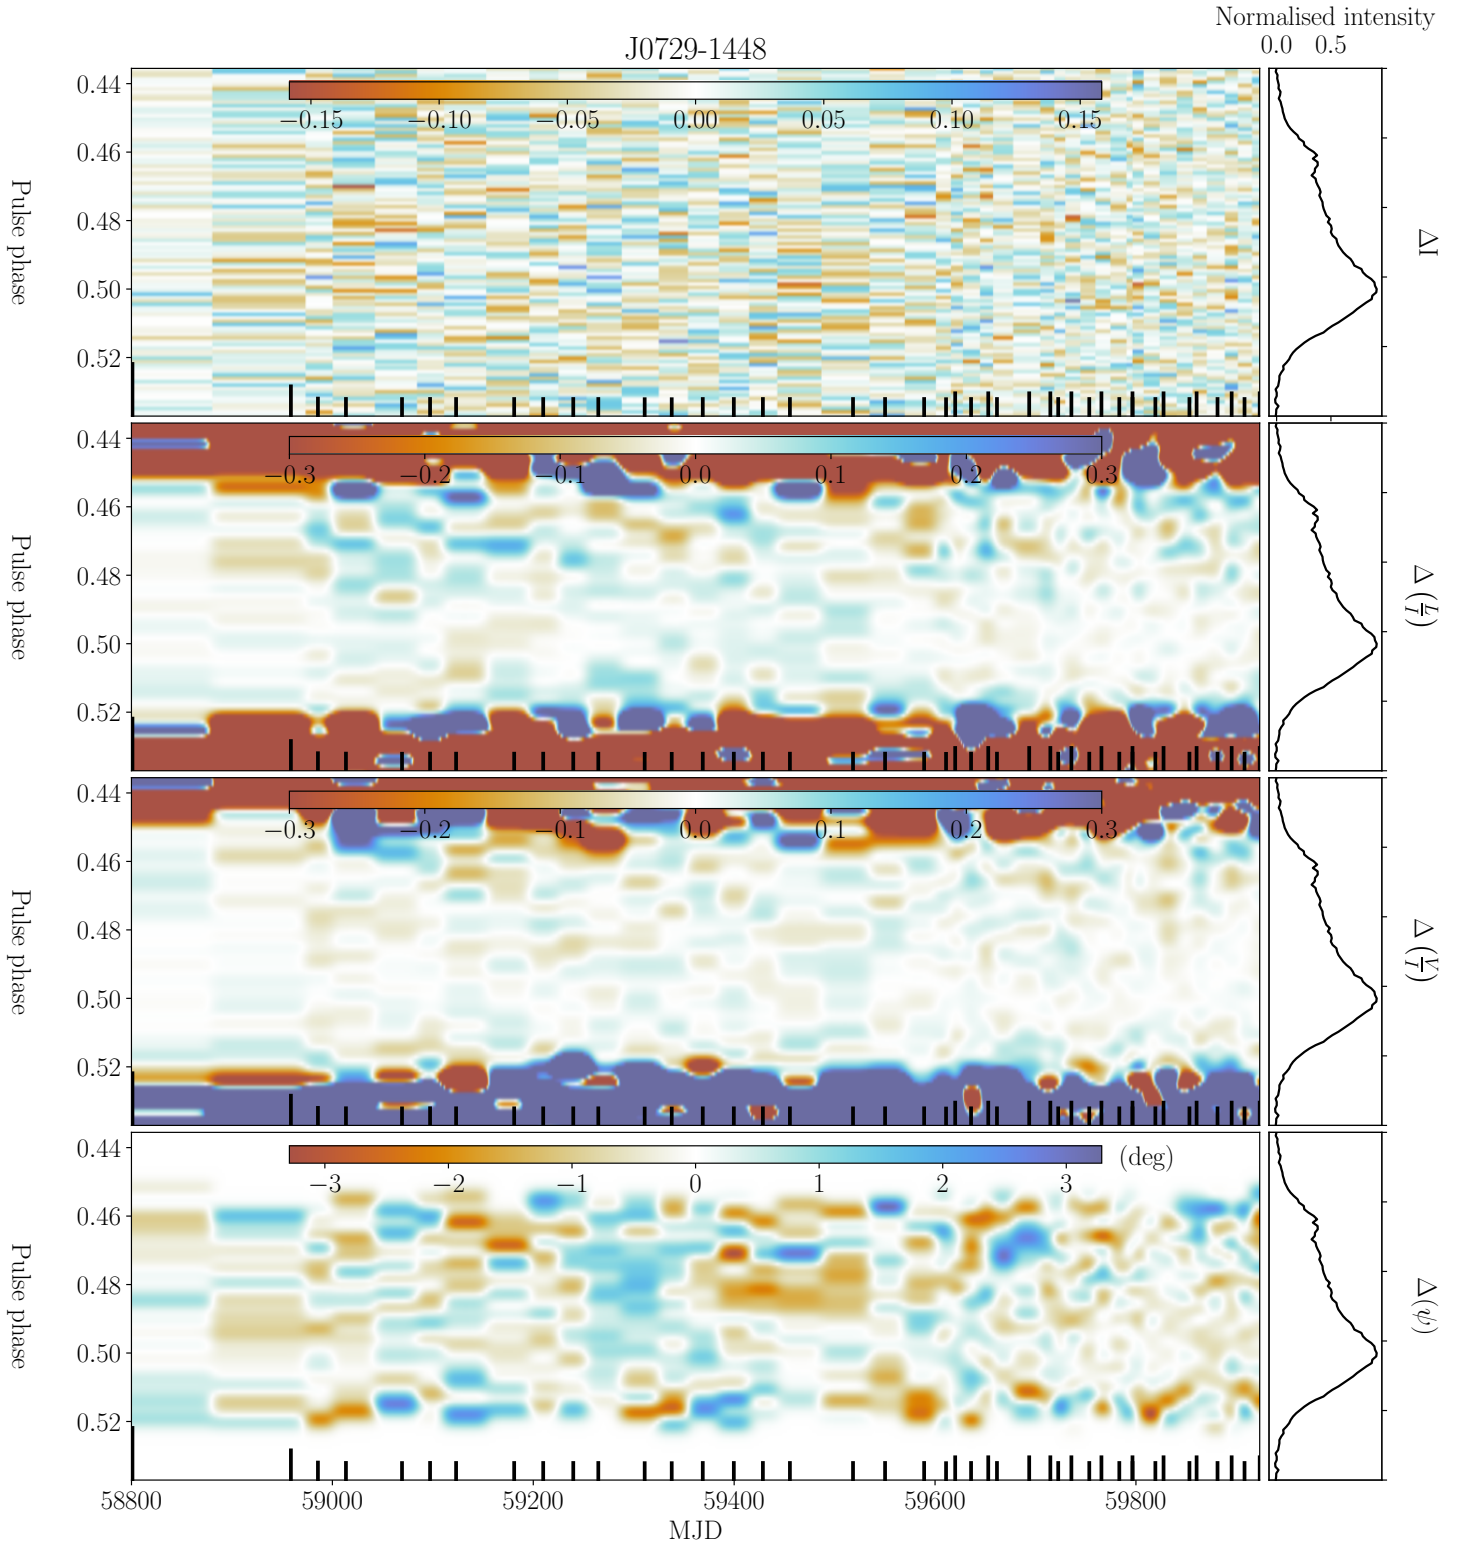 Normalised intensity
J0729-1448
0.0 0.5
−0.15 −0.10 −0.05 0.00 0.05 0.10 0.15
0.44
0.46
0.48
0.50
0.52
Pulse phase
ΔI
−0.3 −0.2 −0.1 0.0 0.1 0.2 0.3
0.44
0.46
0.48
0.50
0.52
Pulse phase
Δ (L/I)
−0.3 −0.2 −0.1 0.0 0.1 0.2 0.3
0.44
0.46
0.48
0.50
0.52
Pulse phase
Δ (V/I)
(deg)
−3 −2 −1 0 1 2 3
0.44
0.46
0.48
0.50
0.52
Pulse phase
Δ(ψ)
58800 59000 59200 59400 59600 59800
MJD